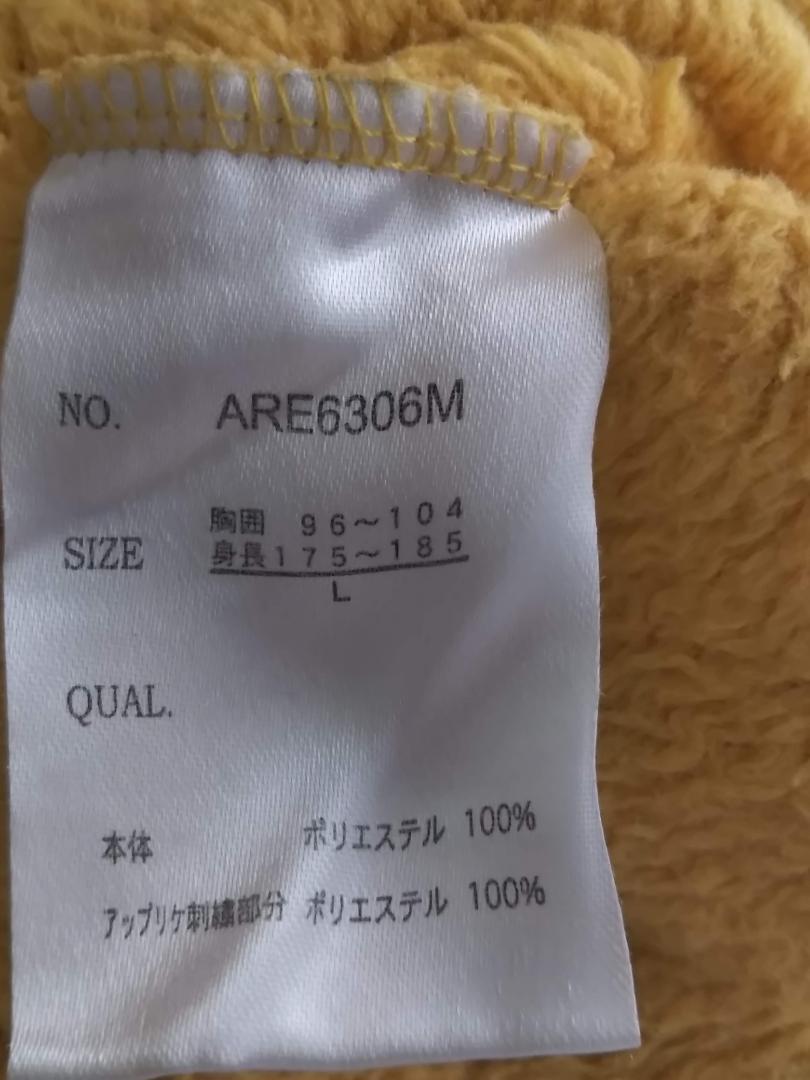 NO. ARE6306M
SIZE 胸囲 96～104
身長175～185
L
QUAL.
本体 ポリエステル 100%
アップリケ刺繍部分 ポリエステル 100%